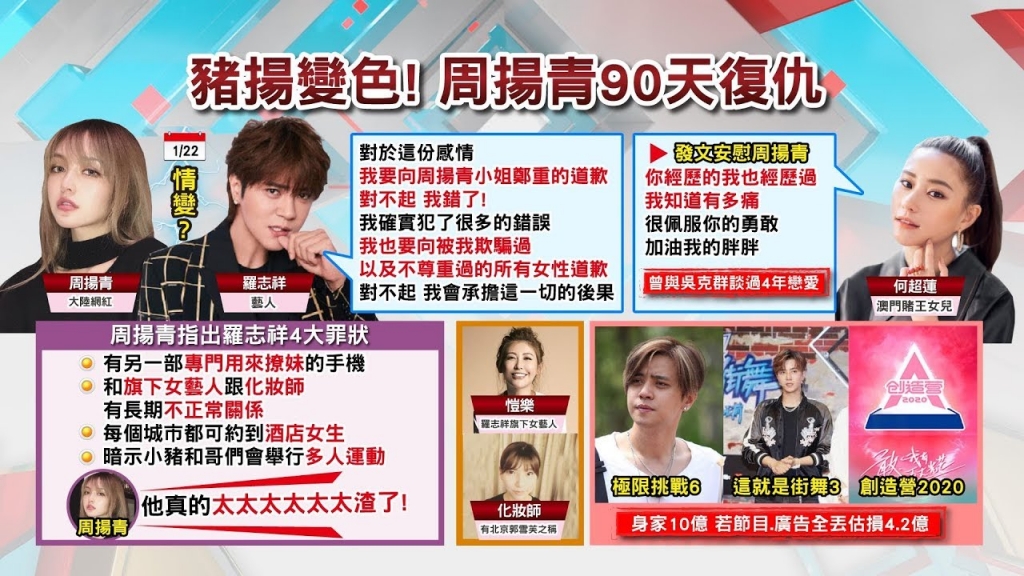 豬揚變色! 周揚青90天復仇
1/22
情變?
周揚青
大陸網紅
羅志祥
藝人
對於這份感情
我要向周揚青小姐鄭重的道歉
對不起 我錯了!
我確實犯了很多的錯誤
我也要向被我欺騙過
以及不尊重過的所有女性道歉
對不起 我會承擔這一切的後果
發文安慰周揚青
你經歷的我也經歷過
我知道有多痛
很佩服你的勇敢
加油我的胖胖
曾與吳克群談過4年戀愛
何超蓮
澳門賭王女兒
周揚青指出羅志祥4大罪狀
有另一部專門用來撩妹的手機
和旗下女藝人跟化妝師
有長期不正常關係
每個城市都可約到酒店女生
暗示小豬和哥們會舉行多人運動
周揚青
他真的太太太太太太渣了!
愷樂
羅志祥旗下女藝人
化妝師
有北京郭雪芙之稱
極限挑戰6
街舞
這就是街舞3
创造营
2020
創造營2020
身家10億 若節目.廣告全丟估損4.2億